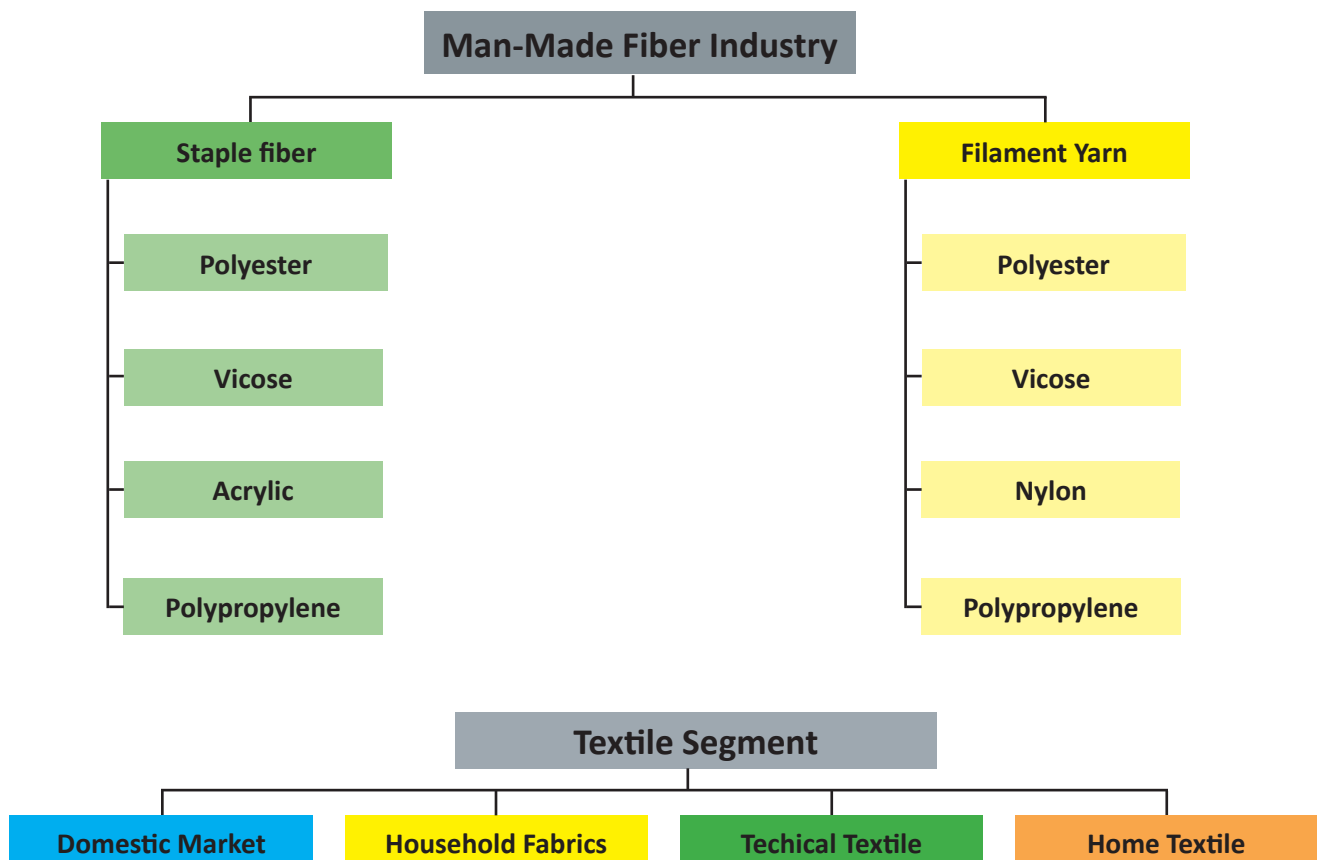 Man-Made Fiber Industry
Staple fiber
Filament Yarn
Polyester
Polyester
Vicose
Vicose
Acrylic
Nylon
Polypropylene
Polypropylene
Textile Segment
Domestic Market
Household Fabrics
Techical Textile
Home Textile